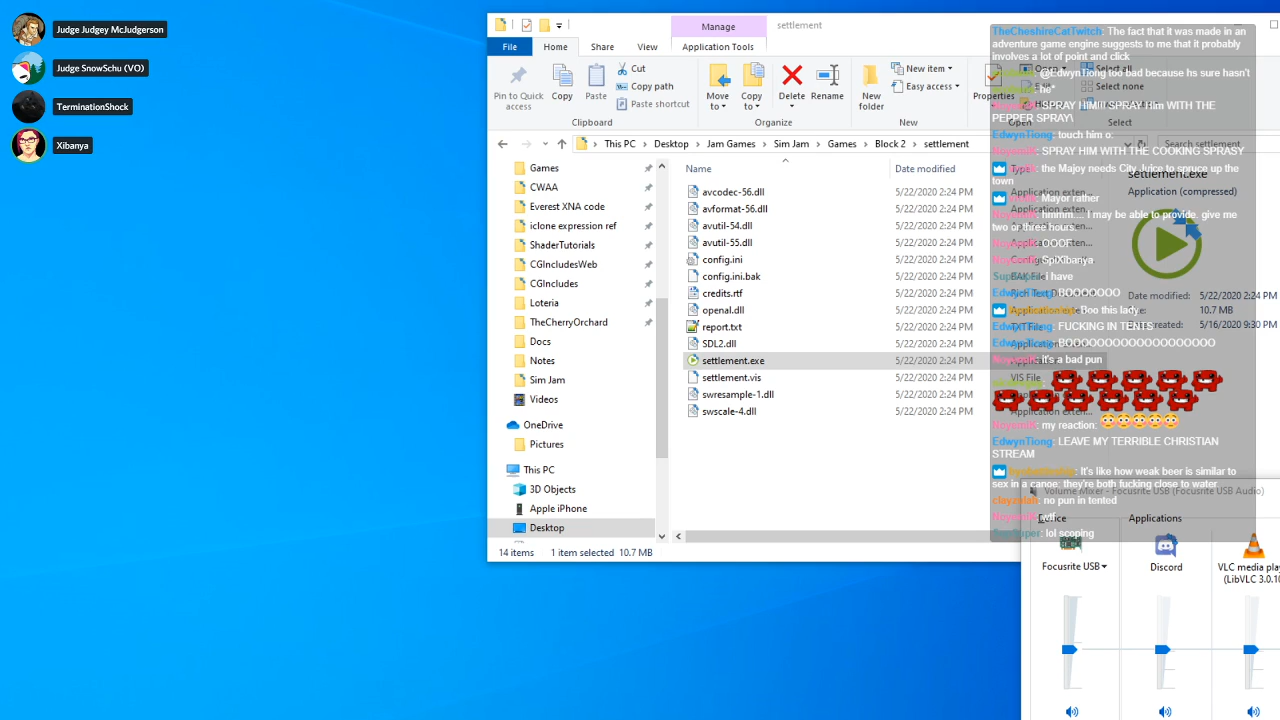 Judge Judgey McJudgerson
Judge SnowSchu (VO)
TerminationShock
Xibanya
Manage
settlement
File
Home
Share
View
Application Tools
Pin to Quick access
Copy
Paste
Cut
Copy path
Paste shortcut
Clipboard
Move to
Copy to
Delete
Rename
Organize
New folder
New item
Easy access
New
Properties
Open
Select all
Select none
Select
This PC
Desktop
Jam Games
Sim Jam
Games
Block 2
settlement
Search settlement
Games
CWAA
Everest XNA code
iclone expression ref
ShaderTutorials
CGIncludesWeb
CGIncludes
Loteria
TheCherryOrchard
Docs
Notes
Sim Jam
Videos
OneDrive
Pictures
This PC
3D Objects
Apple iPhone
Desktop
Name
Date modified
Type
avcodec-56.dll 5/22/2020 2:24 PM
avformat-56.dll 5/22/2020 2:24 PM
avutil-54.dll 5/22/2020 2:24 PM
avutil-55.dll 5/22/2020 2:24 PM
config.ini 5/22/2020 2:24 PM
config.ini.bak 5/22/2020 2:24 PM
credits.rtf 5/22/2020 2:24 PM
openal.dll 5/22/2020 2:24 PM
report.txt 5/22/2020 2:24 PM
SDL2.dll 5/22/2020 2:24 PM
settlement.exe 5/22/2020 2:24 PM
settlement.vis 5/22/2020 2:24 PM
swresample-1.dll 5/22/2020 2:24 PM
swscale-4.dll 5/22/2020 2:24 PM
14 items
1 item selected 10.7 MB
TheCheshireCatTwitch: The fact that it was made in an
adventure game engine suggests to me that it probably
involves a lot of point and click
@EdwynTiong too bad because hs sure hasn't
he*
SPRAY HIM!! SPRAY Him WITH THE
PEPPER SPRAY\
EdwynTiong: touch him o:
SPRAY HIM WITH THE COOKING SPRASY
the Majoy needs City Juice to spruce up the
town
Mayor rather
hmmm.... I may be able to provide. give me
two or three hours.
OOOF
SpiXibanya
i have
EdwynTiong: BOOOOOOO
Boo this lady.
EdwynTiong: FUCKING IN TENTS
EdwynTiong: BOOOOOOOOOOOOOOOOOOO
it's a bad pun
my reaction:
EdwynTiong: LEAVE MY TERRIBLE CHRISTIAN
STREAM
It's like how weak beer is similar to
sex in a canoe: they're both fucking close to water.
no pun in tented
wtf
lol scoping
settlement.exe
Application (compressed)
Date modified: 5/22/2020 2:24 PM
10.7 MB
created: 5/16/2020 9:30 PM
Volume Mixer - Focusrite USB (Focusrite USB Audio)
Device
Applications
Focusrite USB
Discord
VLC media play
(LibVLC 3.0.10